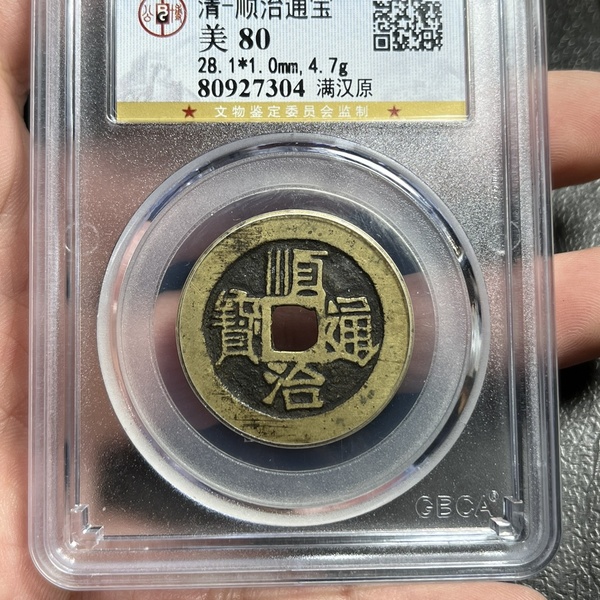 清-顺治通宝
美 80
28.1*1.0mm,4.7g
80927304 满汉原
★ 文物鉴定委员会监制 ★
順治通寶
GBCA